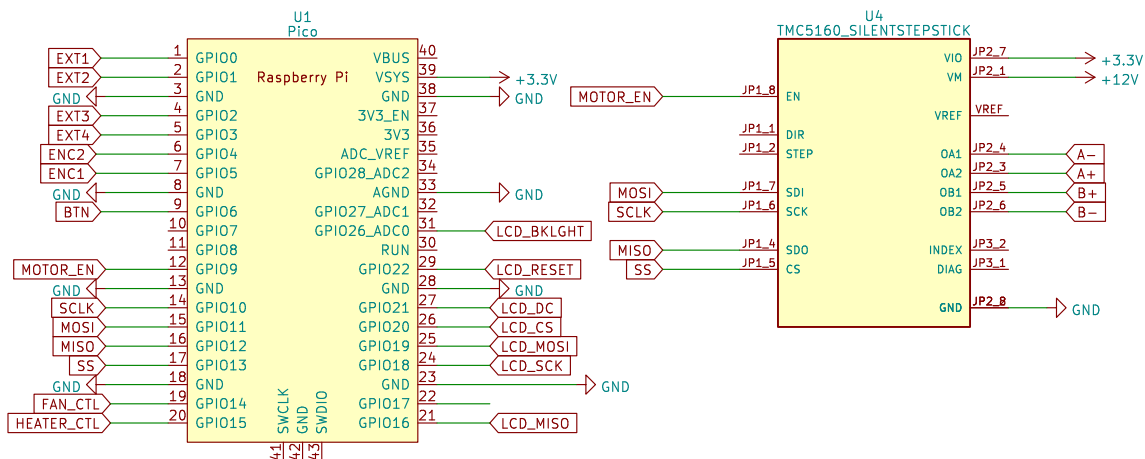 U1
Pico
Raspberry Pi
EXT1 1 GPIO0 VBUS 40
EXT2 2 GPIO1 VSYS 39 +3.3V
GND 3 GND GND 38 GND
EXT3 4 GPIO2 3V3_EN 37
EXT4 5 GPIO3 3V3 36
ENC2 6 GPIO4 ADC_VREF 35
ENC1 7 GPIO5 GPIO28_ADC2 34
GND 8 GND AGND 33 GND
BTN 9 GPIO6 GPIO27_ADC1 32
10 GPIO7 GPIO26_ADC0 31 LCD_BKLGHT
11 GPIO8 RUN 30
MOTOR_EN 12 GPIO9 GPIO22 29 LCD_RESET
GND 13 GND GND 28 GND
SCLK 14 GPIO10 GPIO21 27 LCD_DC
MOSI 15 GPIO11 GPIO20 26 LCD_CS
MISO 16 GPIO12 GPIO19 25 LCD_MOSI
SS 17 GPIO13 GPIO18 24 LCD_SCK
GND 18 GND GND 23 GND
FAN_CTL 19 GPIO14 GPIO17 22
HEATER_CTL 20 GPIO15 GPIO16 21 LCD_MISO
SWCLK GND SWDIO
41 42 43
U4
TMC5160_SILENTSTEPSTICK
VIO JP2_7 +3.3V
VM JP2_1 +12V
MOTOR_EN JP1_8 EN
VREF VREF
JP1_1 DIR
JP1_2 STEP OA1 JP2_4 A-
OA2 JP2_3 A+
MOSI JP1_7 SDI OB1 JP2_5 B+
SCLK JP1_6 SCK OB2 JP2_6 B-
MISO JP1_4 SDO INDEX JP3_2
SS JP1_5 CS DIAG JP3_1
GND JP2_8 GND